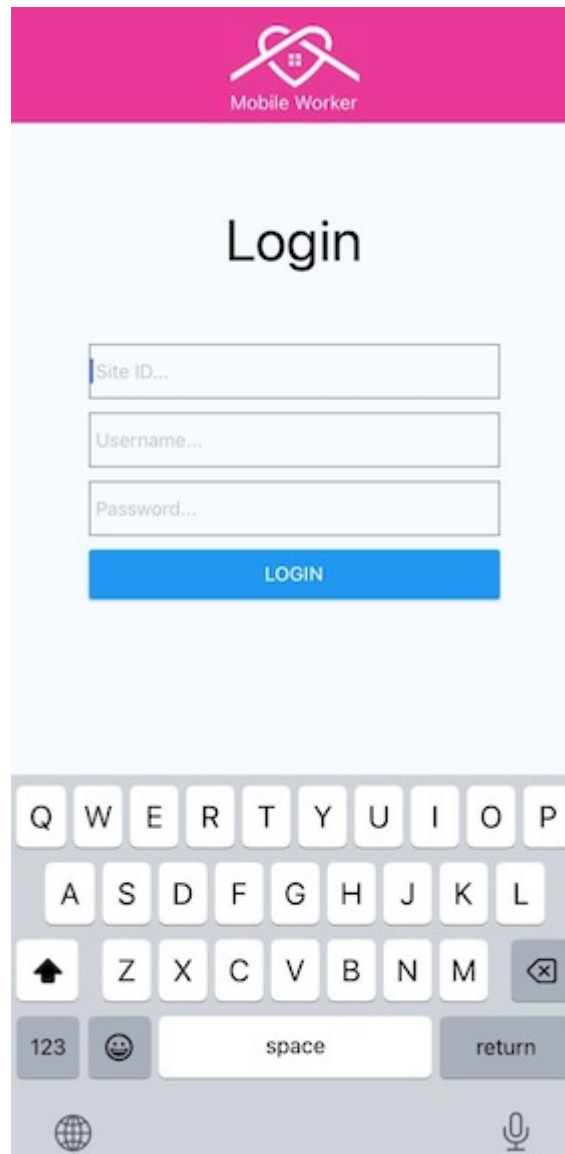 Mobile Worker
Login
Site ID...
Username...
Password...
LOGIN
Q W E R T Y U I O P
A S D F G H J K L
Z X C V B N M
123 space return